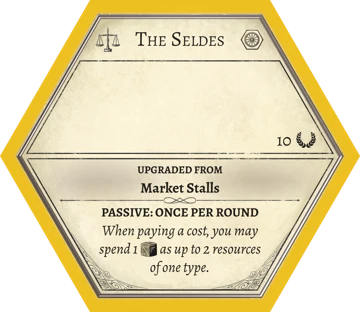 The Seldes
10
UPGRADED FROM
Market Stalls
PASSIVE: ONCE PER ROUND
When paying a cost, you may
spend 1 as up to 2 resources
of one type.